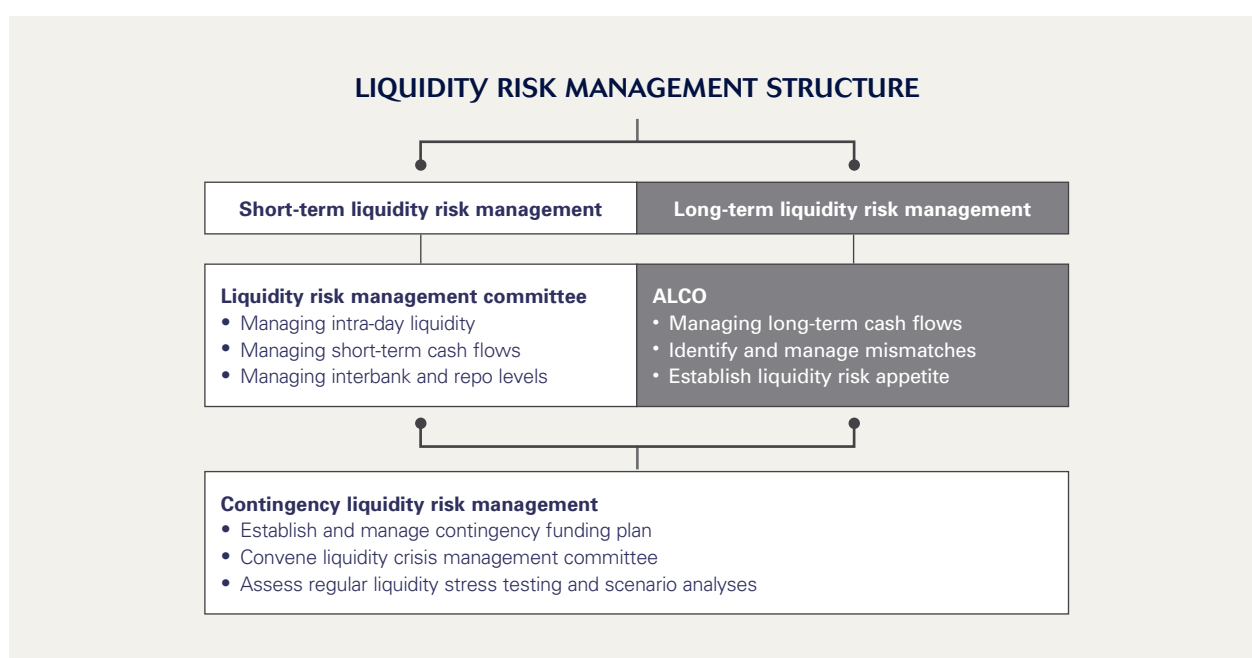 LIQUIDITY RISK MANAGEMENT STRUCTURE
Short-term liquidity risk management
Long-term liquidity risk management
Liquidity risk management committee
• Managing intra-day liquidity
• Managing short-term cash flows
• Managing interbank and repo levels
ALCO
• Managing long-term cash flows
• Identify and manage mismatches
• Establish liquidity risk appetite
Contingency liquidity risk management
• Establish and manage contingency funding plan
• Convene liquidity crisis management committee
• Assess regular liquidity stress testing and scenario analyses